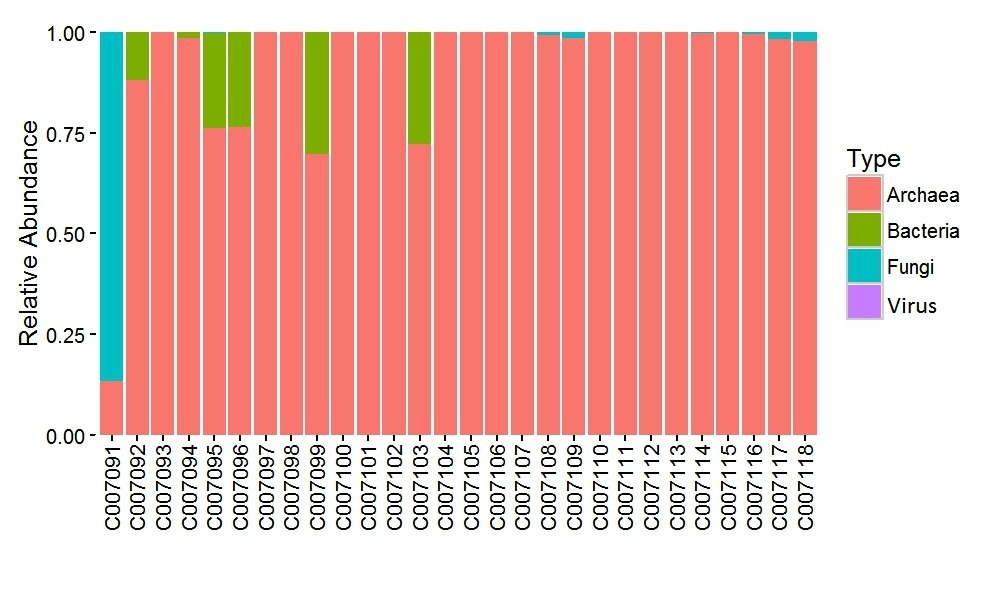 Relative Abundance
1.00
0.75
0.50
0.25
0.00
C007091
C007092
C007093
C007094
C007095
C007096
C007097
C007098
C007099
C007100
C007101
C007102
C007103
C007104
C007105
C007106
C007107
C007108
C007109
C007110
C007111
C007112
C007113
C007114
C007115
C007116
C007117
C007118
Type
Archaea
Bacteria
Fungi
Virus